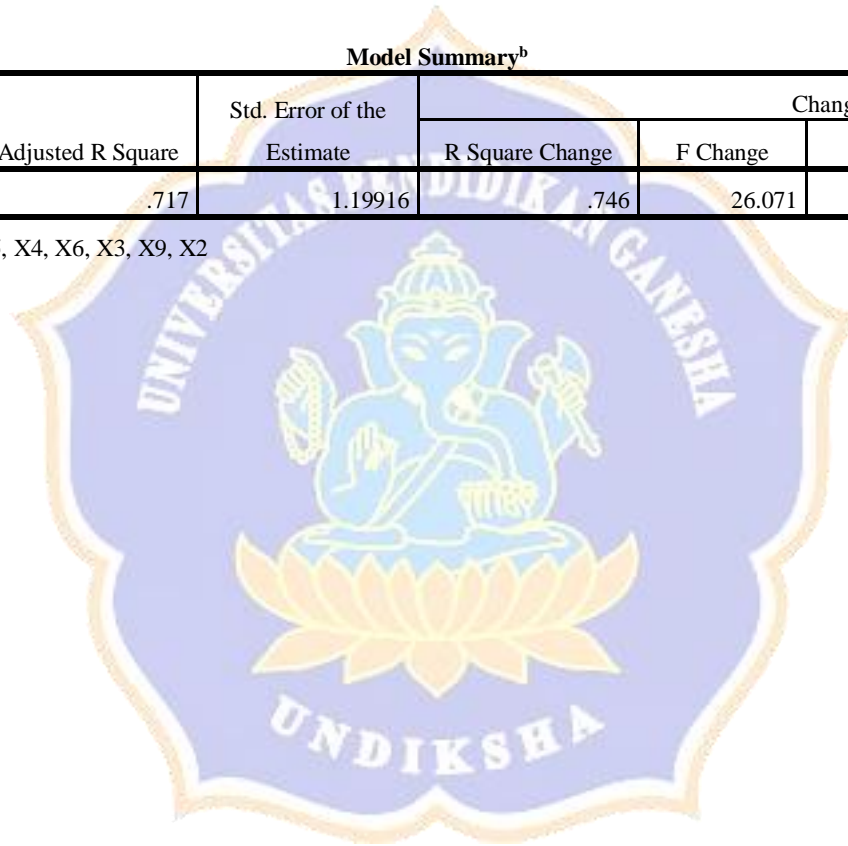 Model Summaryᵇ
Std. Error of the
Adjusted R Square Estimate R Square Change F Change
.717 1.19916 .746 26.071
, X4, X6, X3, X9, X2
UNIVERSITAS PENDIDIKAN GANESHA
UNDIKSHA